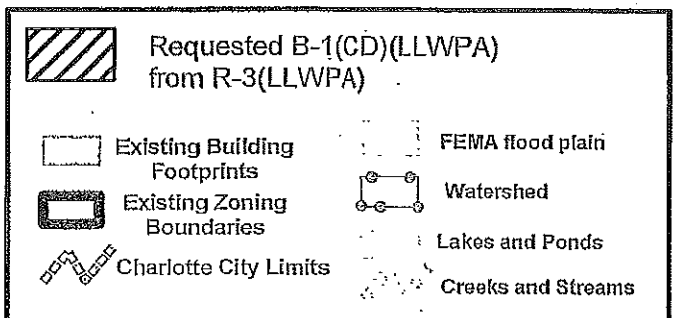 Requested B-1(CD)(LLWPA)
from R-3(LLWPA)
Existing Building
Footprints
Existing Zoning
Boundaries
Charlotte City Limits
FEMA flood plain
Watershed
Lakes and Ponds
Creeks and Streams